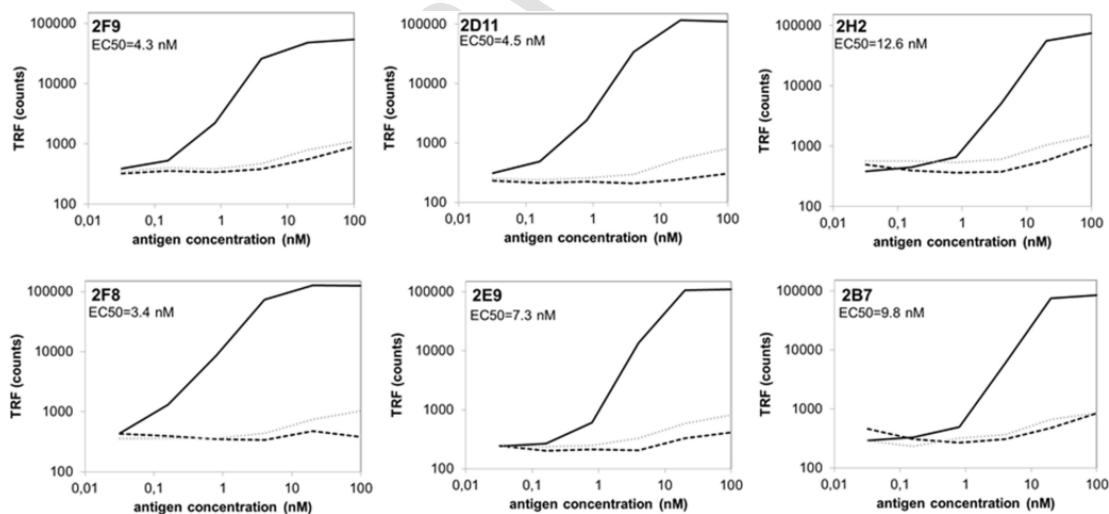 2F9
EC50=4.3 nM
TRF (counts)
100000
10000
1000
100
0,01 0,1 1 10 100
antigen concentration (nM)
2D11
EC50=4.5 nM
TRF (counts)
100000
10000
1000
100
0,01 0,1 1 10 100
antigen concentration (nM)
2H2
EC50=12.6 nM
TRF (counts)
100000
10000
1000
100
0,01 0,1 1 10 100
antigen concentration (nM)
2F8
EC50=3.4 nM
TRF (counts)
100000
10000
1000
100
0,01 0,1 1 10 100
antigen concentration (nM)
2E9
EC50=7.3 nM
TRF (counts)
100000
10000
1000
100
0,01 0,1 1 10 100
antigen concentration (nM)
2B7
EC50=9.8 nM
TRF (counts)
100000
10000
1000
100
0,01 0,1 1 10 100
antigen concentration (nM)